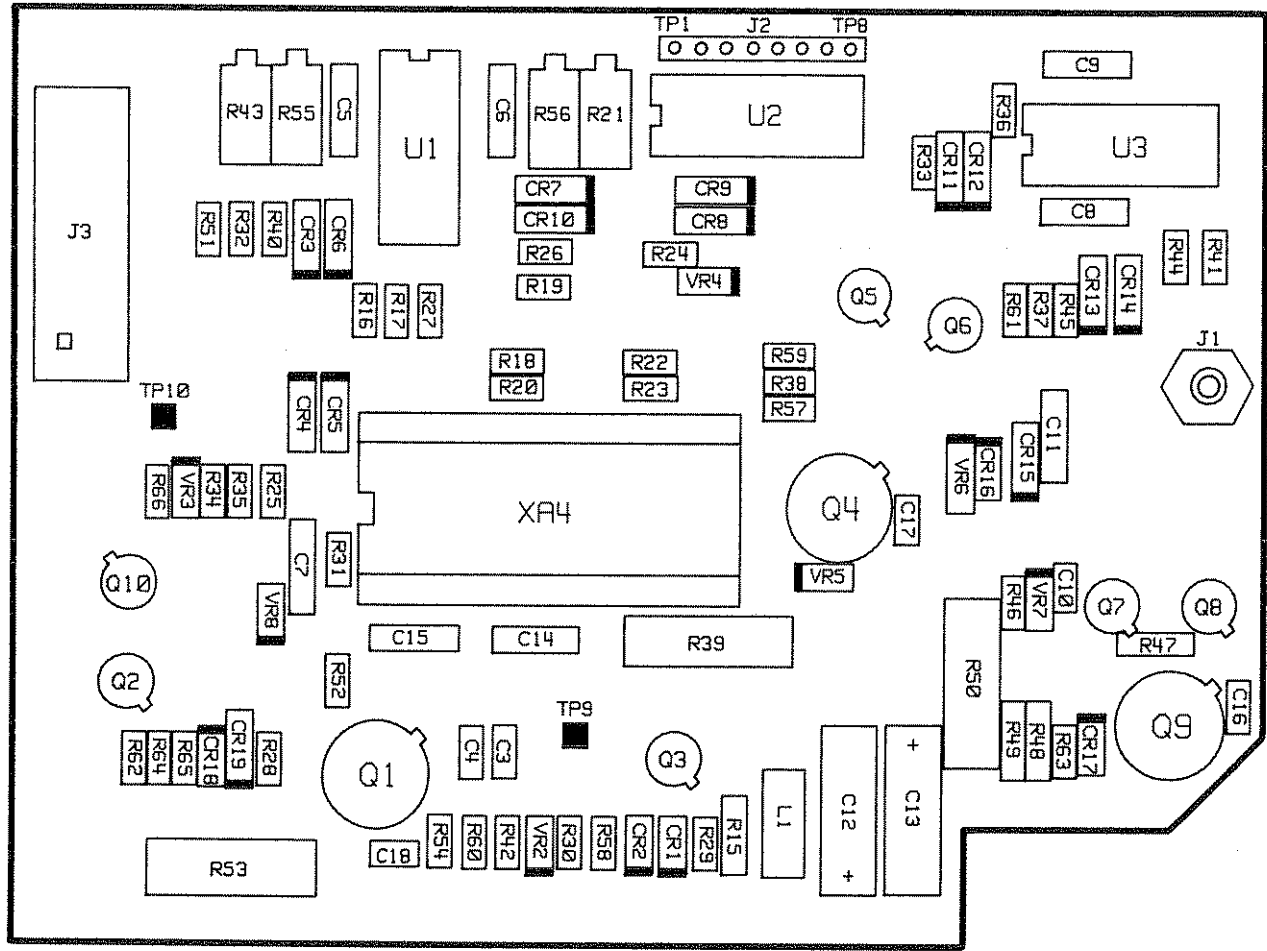 TP1 J2 TP8
C9
R43 R55 C5 U1 C6 R56 R21 U2 R36 U3
R33 CR11 CR12
CR7 CR9
CR10 CR8 C8
J3 R51 R32 R40 CR3 CR6
R26 R24 R44 R41
R19 VR4
Q5 CR13 CR14
R16 R17 R27 Q6 R61 R37 R45
J1
R18 R22 R59
R20 R23 R38
TP10 R57
CR4 CR5
C11
VR6 CR16 CR15
R66 VR3 R34 R35 R25 XA4 Q4 C17
C7 R31
Q10 VR5
VR8 R46 VR7 C10 Q7 Q8
C15 C14 R39 R47
Q2 R52 R50
TP9 C16
R62 R64 R65 CR18 CR19 R28 Q1 C4 C3 Q3 R49 R48 R63 CR17 Q9
+
C12 C13
L1
R54 R60 R42 VR2 R30 R58 CR2 CR1 R29 R15
C18
R53 +